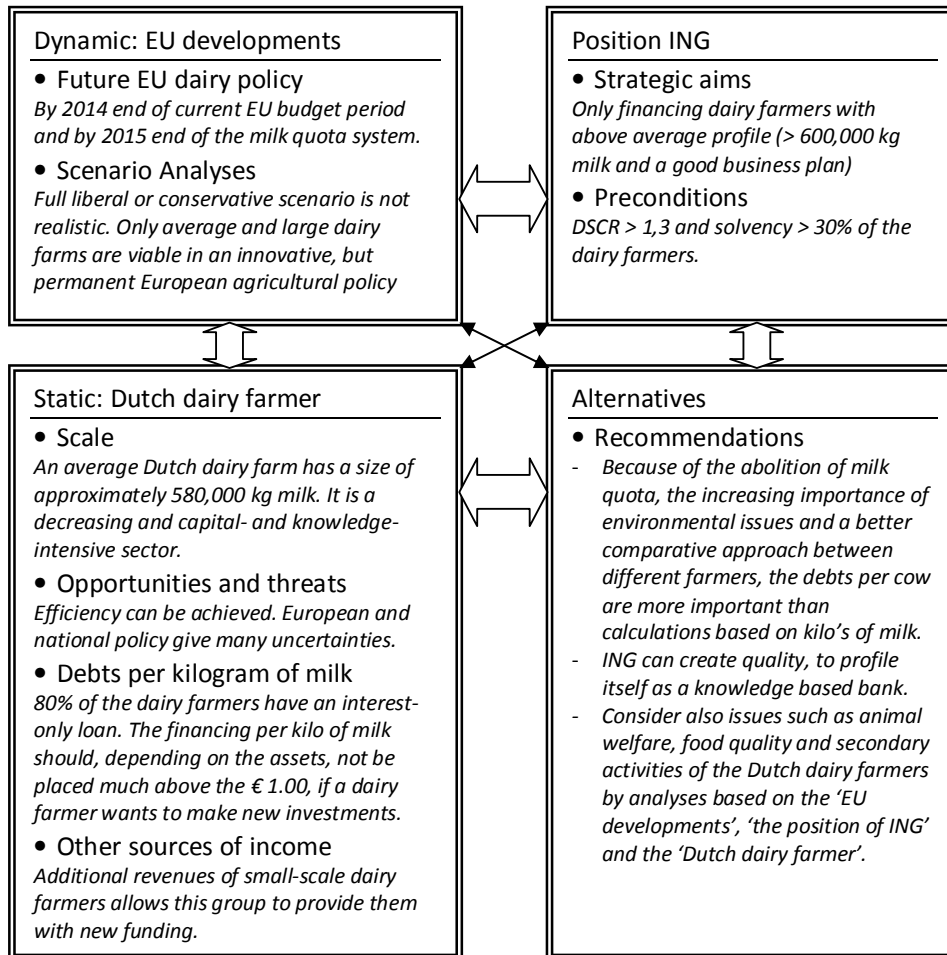 Dynamic: EU developments
• Future EU dairy policy
By 2014 end of current EU budget period
and by 2015 end of the milk quota system.
• Scenario Analyses
Full liberal or conservative scenario is not
realistic. Only average and large dairy
farms are viable in an innovative, but
permanent European agricultural policy
Position ING
• Strategic aims
Only financing dairy farmers with
above average profile (> 600,000 kg
milk and a good business plan)
• Preconditions
DSCR > 1,3 and solvency > 30% of the
dairy farmers.
Static: Dutch dairy farmer
• Scale
An average Dutch dairy farm has a size of
approximately 580,000 kg milk. It is a
decreasing and capital- and knowledge-
intensive sector.
• Opportunities and threats
Efficiency can be achieved. European and
national policy give many uncertainties.
• Debts per kilogram of milk
80% of the dairy farmers have an interest-
only loan. The financing per kilo of milk
should, depending on the assets, not be
placed much above the € 1.00, if a dairy
farmer wants to make new investments.
• Other sources of income
Additional revenues of small-scale dairy
farmers allows this group to provide them
with new funding.
Alternatives
• Recommendations
- Because of the abolition of milk
quota, the increasing importance of
environmental issues and a better
comparative approach between
different farmers, the debts per cow
are more important than
calculations based on kilo's of milk.
- ING can create quality, to profile
itself as a knowledge based bank.
- Consider also issues such as animal
welfare, food quality and secondary
activities of the Dutch dairy farmers
by analyses based on the 'EU
developments', 'the position of ING'
and the 'Dutch dairy farmer'.